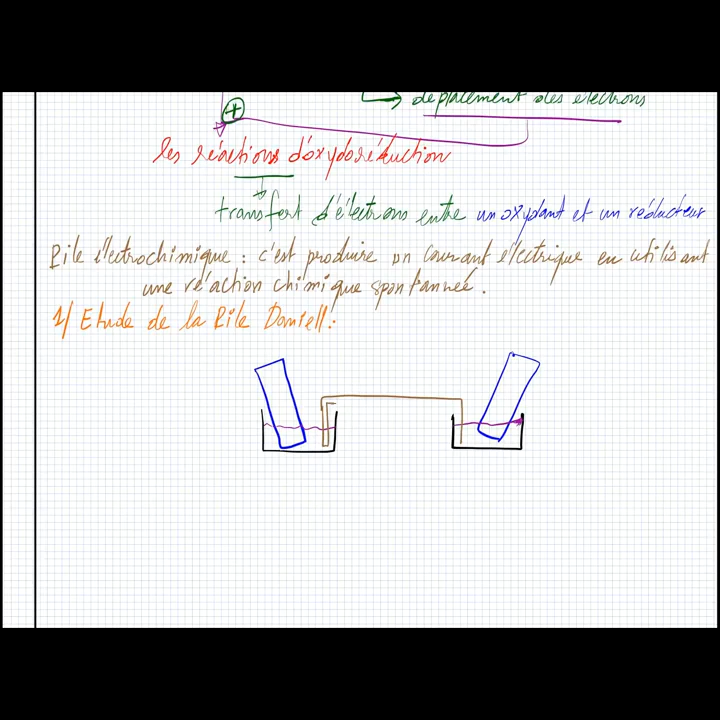 déplacement des électrons
+
les réactions d'oxydoréduction
transfert d'électrons entre un oxydant et un réducteur
Pile électrochimique : c'est produire un courant électrique en utilisant
une réaction chimique spontannée.
1/ Etude de la Pile Daniell :